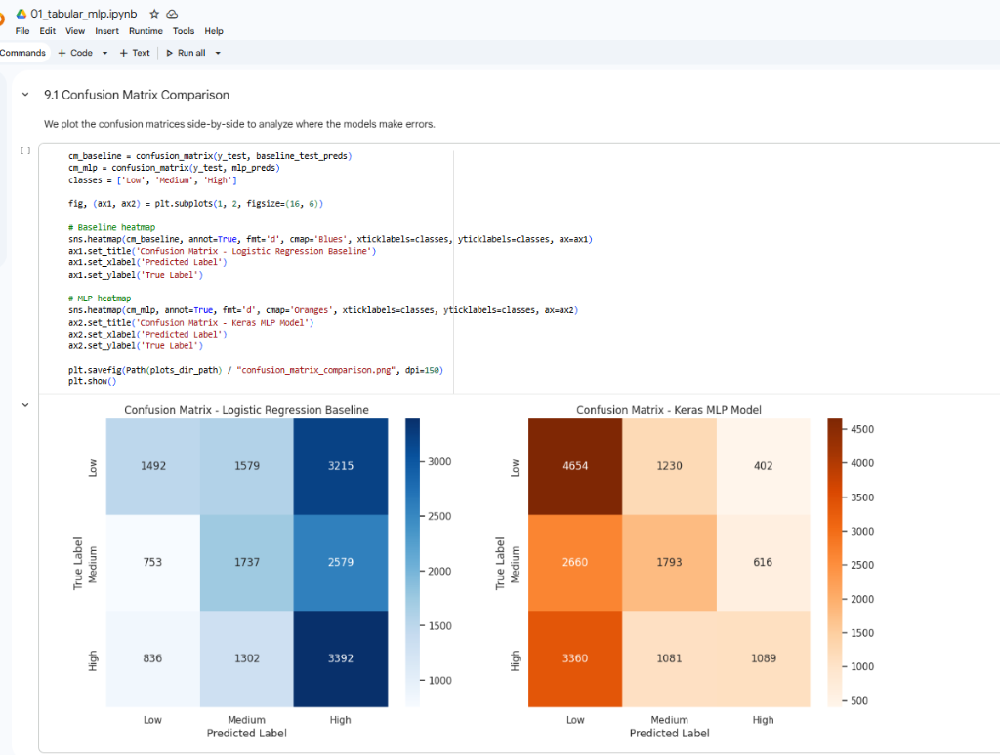 01_tabular_mlp.ipynb
File Edit View Insert Runtime Tools Help
Commands + Code + Text Run all
9.1 Confusion Matrix Comparison
We plot the confusion matrices side-by-side to analyze where the models make errors.
[ ]
cm_baseline = confusion_matrix(y_test, baseline_test_preds)
cm_mlp = confusion_matrix(y_test, mlp_preds)
classes = ['Low', 'Medium', 'High']
fig, (ax1, ax2) = plt.subplots(1, 2, figsize=(16, 6))
# Baseline heatmap
sns.heatmap(cm_baseline, annot=True, fmt='d', cmap='Blues', xticklabels=classes, yticklabels=classes, ax=ax1)
ax1.set_title('Confusion Matrix - Logistic Regression Baseline')
ax1.set_xlabel('Predicted Label')
ax1.set_ylabel('True Label')
# MLP heatmap
sns.heatmap(cm_mlp, annot=True, fmt='d', cmap='Oranges', xticklabels=classes, yticklabels=classes, ax=ax2)
ax2.set_title('Confusion Matrix - Keras MLP Model')
ax2.set_xlabel('Predicted Label')
ax2.set_ylabel('True Label')
plt.savefig(Path(plots_dir_path) / "confusion_matrix_comparison.png", dpi=150)
plt.show()
Confusion Matrix - Logistic Regression Baseline
True Label
Low 1492 1579 3215
Medium 753 1737 2579
High 836 1302 3392
Low Medium High
Predicted Label
3000
2500
2000
1500
1000
Confusion Matrix - Keras MLP Model
True Label
Low 4654 1230 402
Medium 2660 1793 616
High 3360 1081 1089
Low Medium High
Predicted Label
4500
4000
3500
3000
2500
2000
1500
1000
500